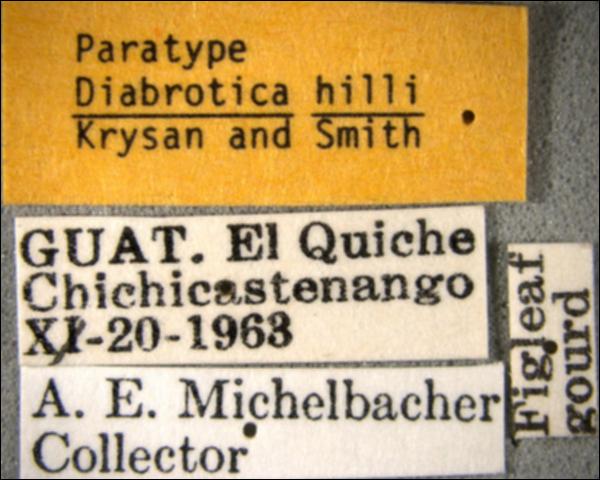 Paratype
Diabrotica hilli
Krysan and Smith
GUAT. El Quiche
Chichicastenango
XI-20-1963
A. E. Michelbacher
Collector
Figleaf
gourd